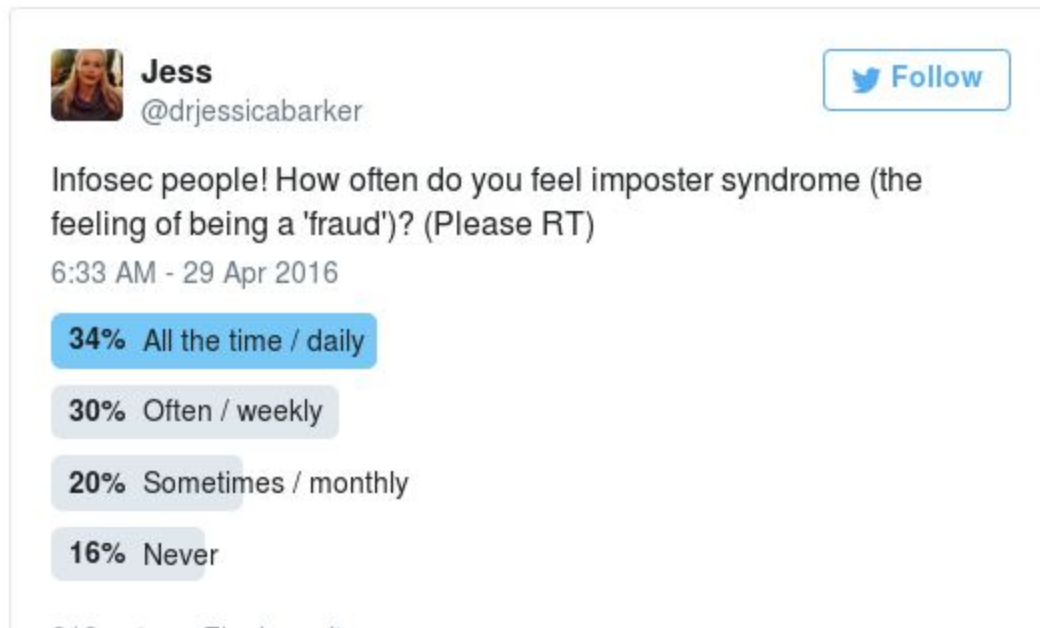 Jess
@drjessicabarker
Follow
Infosec people! How often do you feel imposter syndrome (the
feeling of being a 'fraud')? (Please RT)
6:33 AM - 29 Apr 2016
34% All the time / daily
30% Often / weekly
20% Sometimes / monthly
16% Never